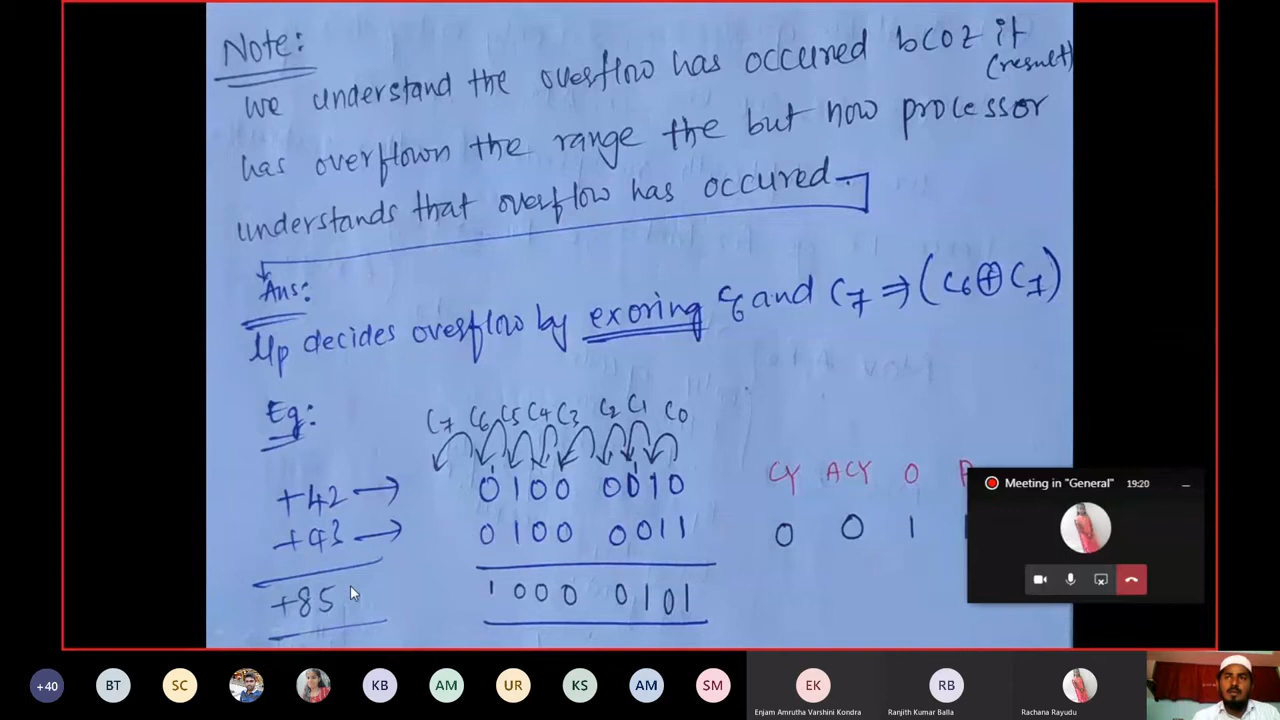 Note:
we understand the overflow has occured bcoz it
(result)
has overflown the range the but how processor
understands that overflow has occured.
Ans:
Mp decides overflow by exoring C6 and C7 ⇒ (C6 ⊕ C7)
Eg:
C7 C6 C5 C4 C3 C2 C1 C0
+42 → 0100 0010
CY ACY O P
+43 → 0100 0011
0 0 1
+85 1000 0101
Meeting in "General" 19:20
+40 BT SC KB AM UR KS AM SM EK RB
Enjam Amrutha Varshini Kondra Ranjith Kumar Balla Rachana Rayudu